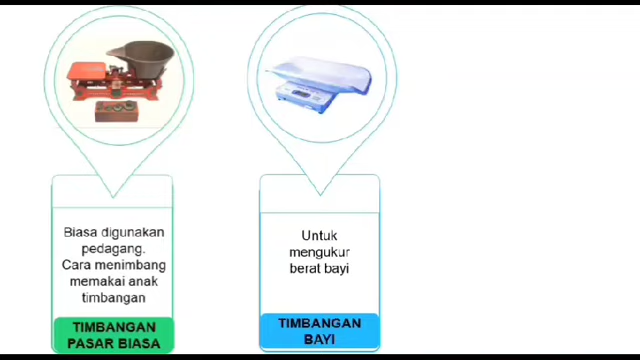 Biasa digunakan
pedagang.
Cara menimbang
memakai anak
timbangan
TIMBANGAN
PASAR BIASA
Untuk
mengukur
berat bayi
TIMBANGAN
BAYI